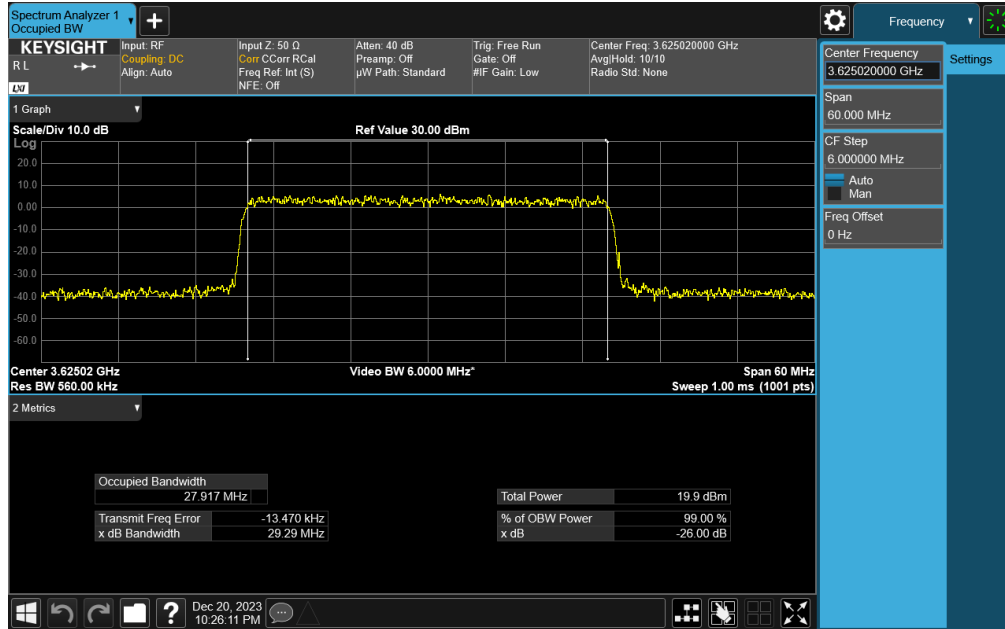 Spectrum Analyzer 1
Occupied BW
Frequency
KEYSIGHT
R L
LXI
Input: RF
Coupling: DC
Align: Auto
Input Z: 50 Ω
Corr CCorr RCal
Freq Ref: Int (S)
NFE: Off
Atten: 40 dB
Preamp: Off
µW Path: Standard
Trig: Free Run
Gate: Off
#IF Gain: Low
Center Freq: 3.625020000 GHz
Avg|Hold: 10/10
Radio Std: None
Center Frequency
3.625020000 GHz
Settings
Span
60.000 MHz
CF Step
6.000000 MHz
Auto
Man
Freq Offset
0 Hz
1 Graph
Scale/Div 10.0 dB
Ref Value 30.00 dBm
Log
20.0
10.0
0.00
-10.0
-20.0
-30.0
-40.0
-50.0
-60.0
Center 3.62502 GHz
Video BW 6.0000 MHz*
Span 60 MHz
Res BW 560.00 kHz
Sweep 1.00 ms (1001 pts)
2 Metrics
Occupied Bandwidth
27.917 MHz
Total Power 19.9 dBm
Transmit Freq Error -13.470 kHz
% of OBW Power 99.00 %
x dB Bandwidth 29.29 MHz
x dB -26.00 dB
Dec 20, 2023
10:26:11 PM